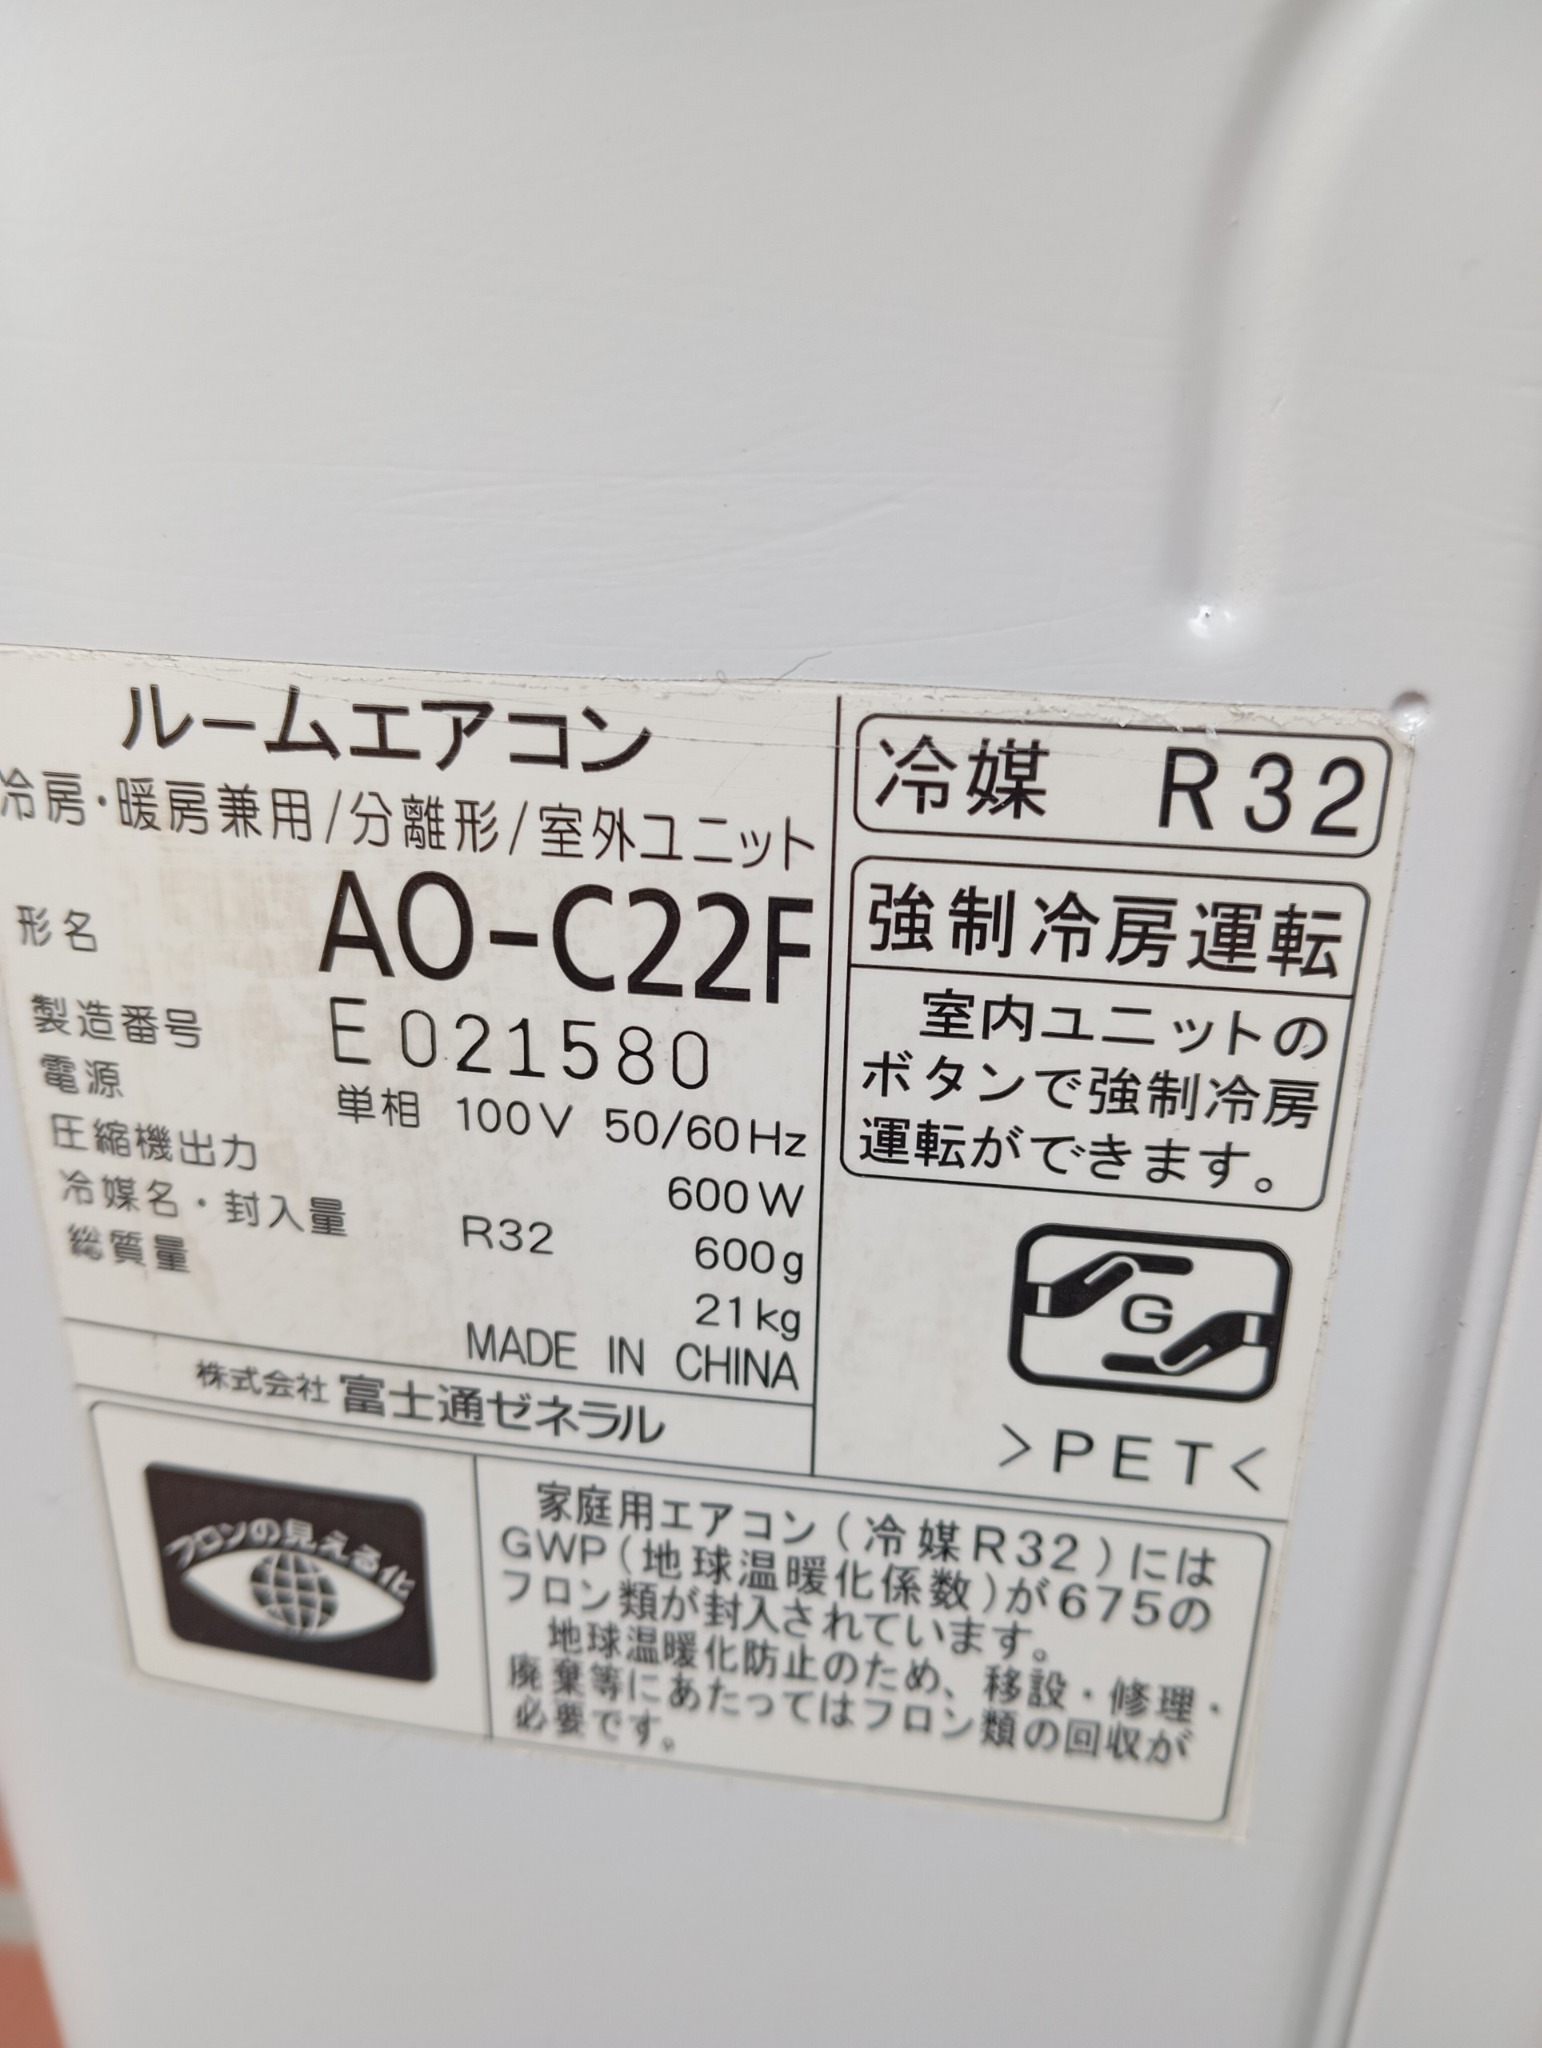 ルームエアコン
冷房・暖房兼用/分離形/室外ユニット
形名 AO-C22F
製造番号 E021580
電源 単相 100V 50/60Hz
圧縮機出力 600W
冷媒名・封入量 R32 600g
総質量 21kg
MADE IN CHINA
株式会社 富士通ゼネラル
冷媒 R32
強制冷房運転
室内ユニットの
ボタンで強制冷房
運転ができます。
G
>PET<
フロンの見える化
家庭用エアコン(冷媒R32)には
GWP(地球温暖化係数)が675の
フロン類が封入されています。
地球温暖化防止のため、移設・修理・
廃棄等にあたってはフロン類の回収が
必要です。